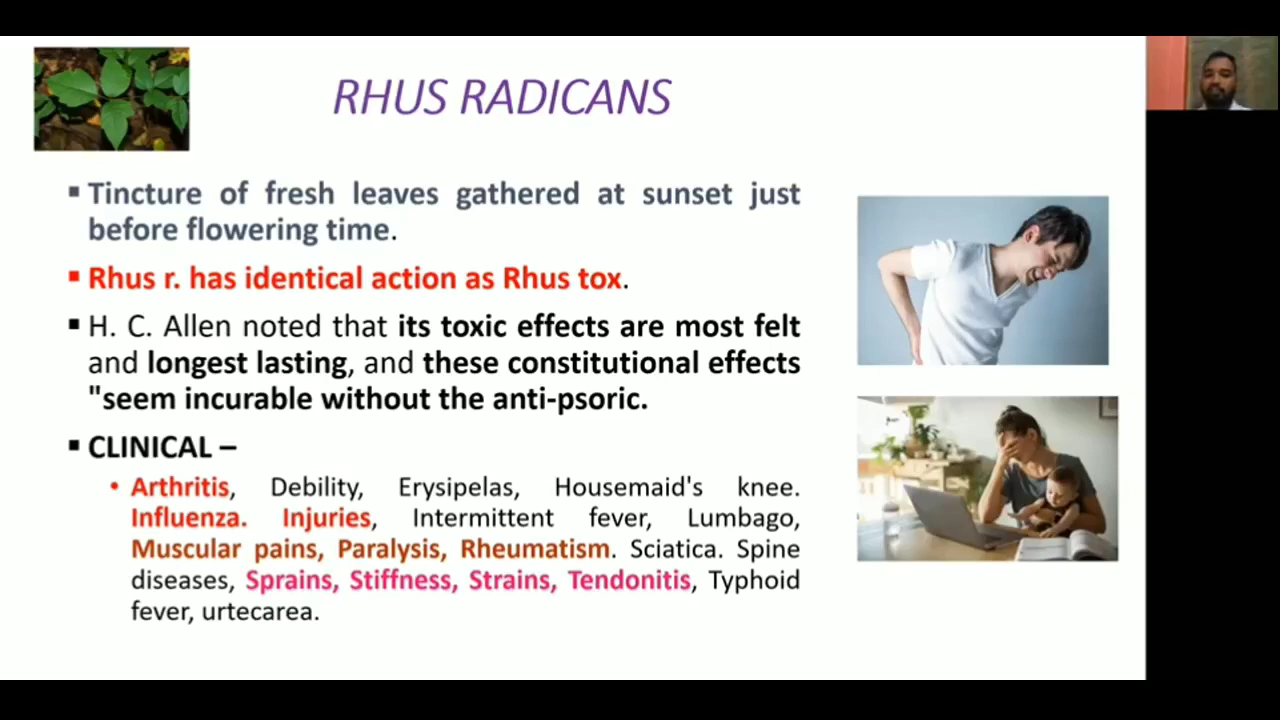 RHUS RADICANS
▪ Tincture of fresh leaves gathered at sunset just
before flowering time.
▪ Rhus r. has identical action as Rhus tox.
▪ H. C. Allen noted that its toxic effects are most felt
and longest lasting, and these constitutional effects
"seem incurable without the anti-psoric.
▪ CLINICAL –
• Arthritis, Debility, Erysipelas, Housemaid's knee.
Influenza. Injuries, Intermittent fever, Lumbago,
Muscular pains, Paralysis, Rheumatism. Sciatica. Spine
diseases, Sprains, Stiffness, Strains, Tendonitis, Typhoid
fever, urtecarea.